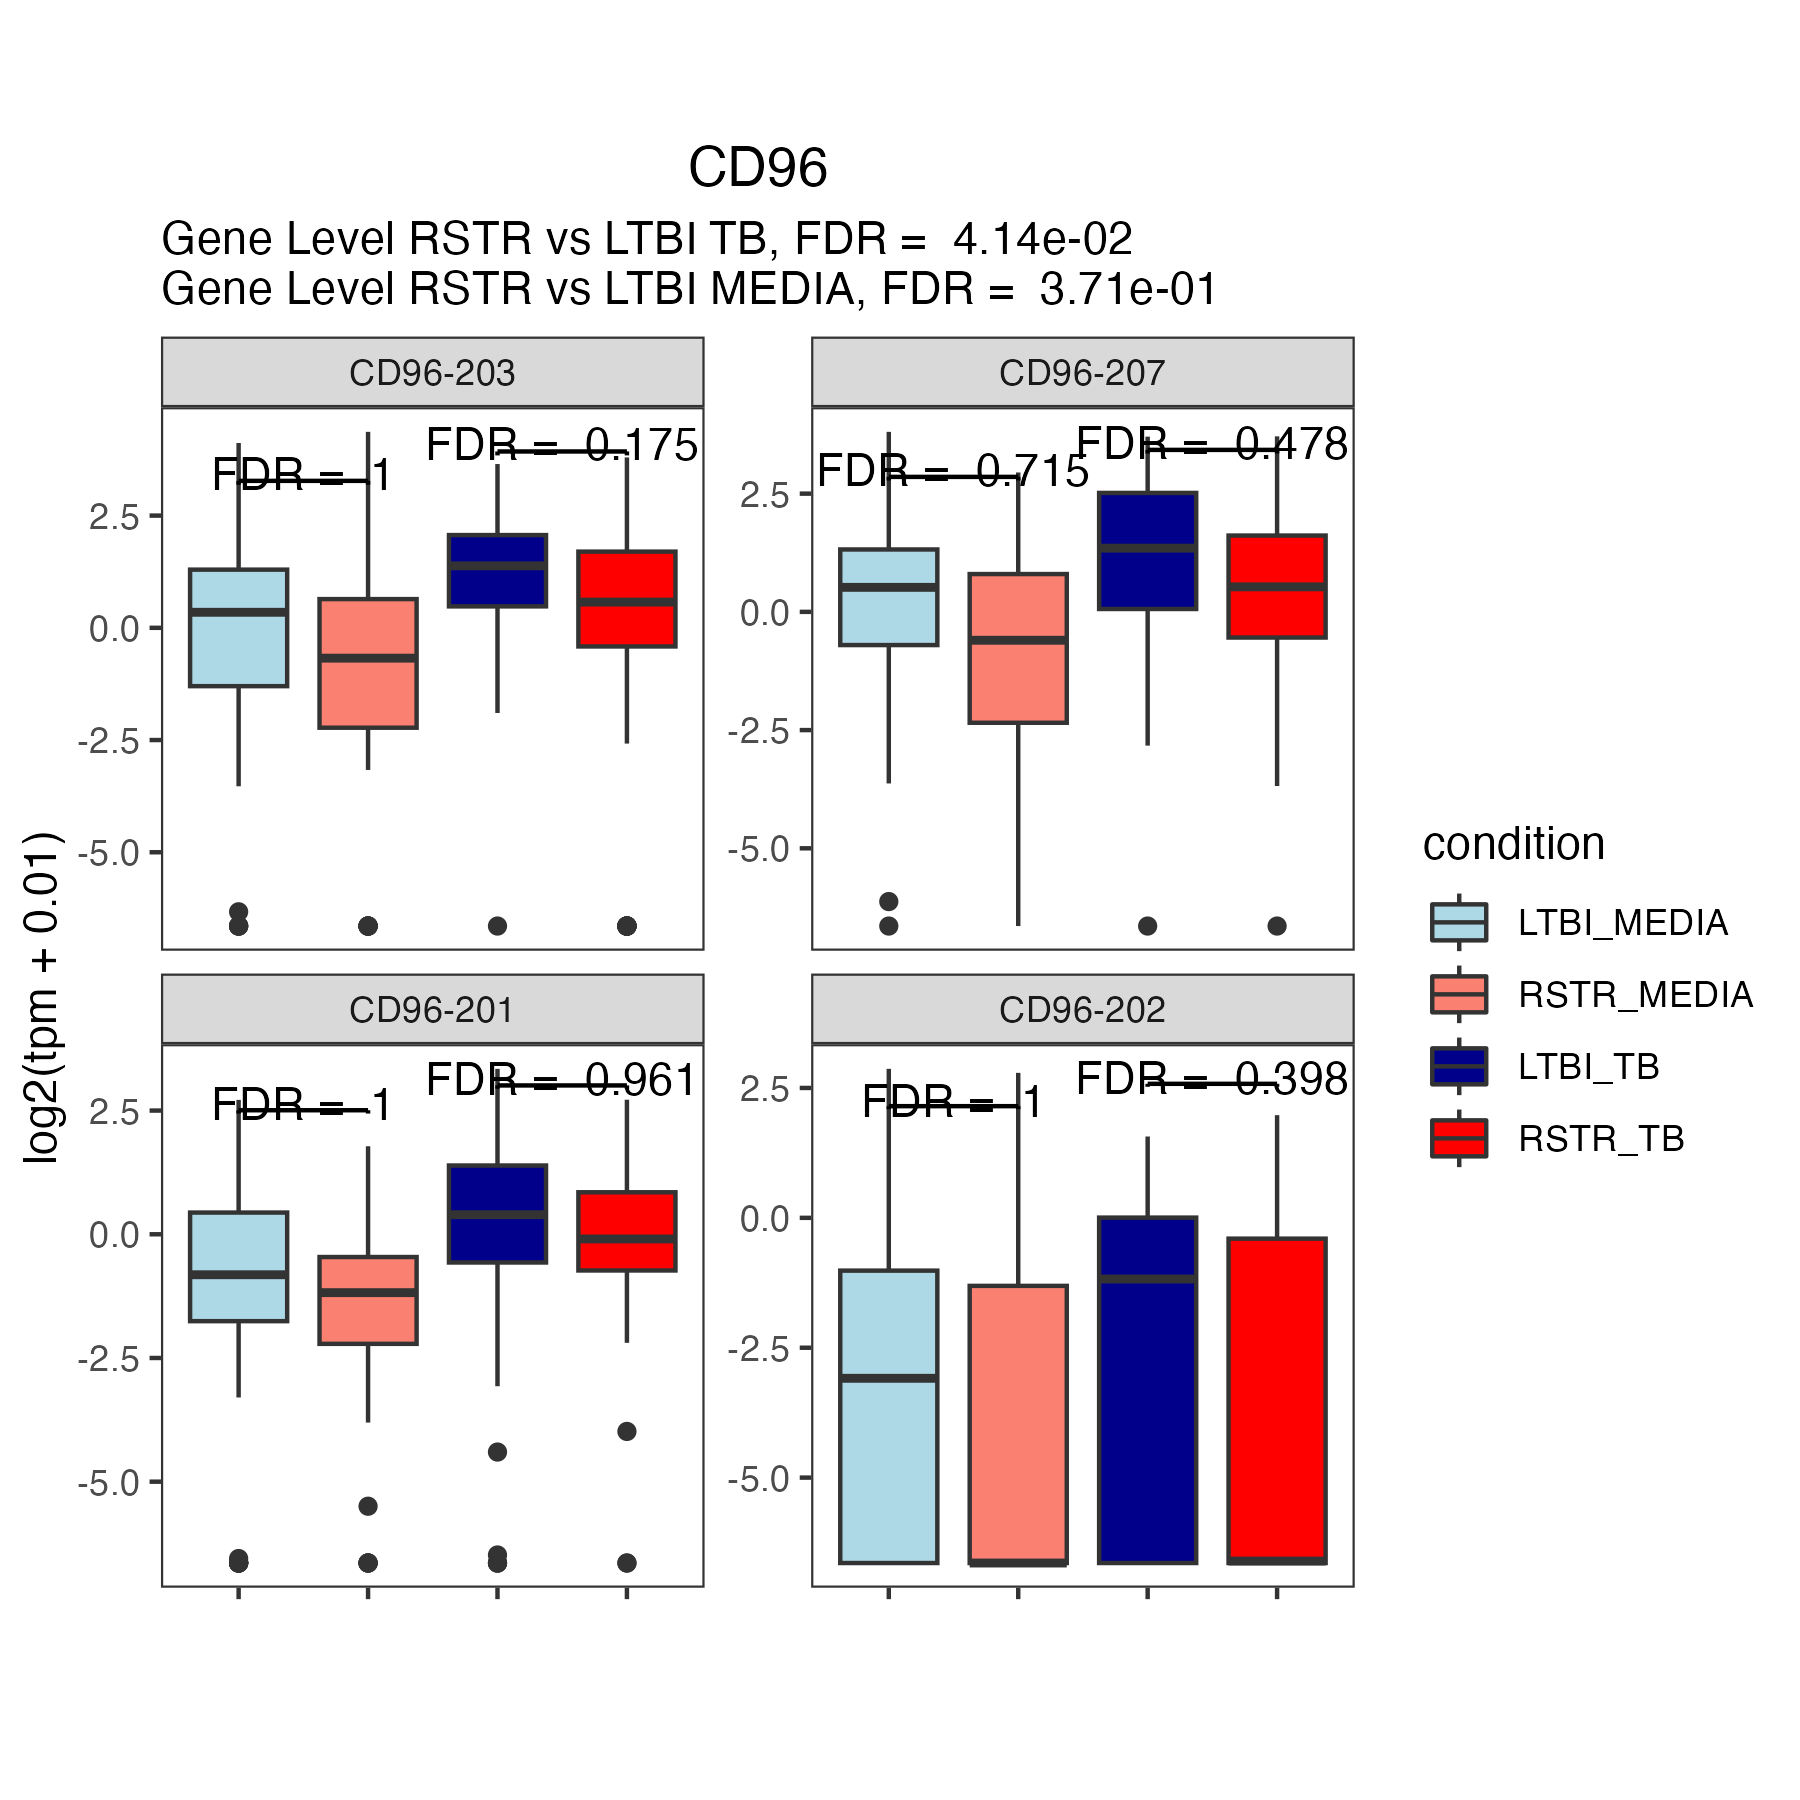 CD96
Gene Level RSTR vs LTBI TB, FDR = 4.14e-02
Gene Level RSTR vs LTBI MEDIA, FDR = 3.71e-01
CD96-203
FDR = 1
FDR = 0.175
2.5
0.0
-2.5
-5.0
CD96-207
FDR = 0.715
FDR = 0.478
2.5
0.0
-2.5
-5.0
CD96-201
FDR = 1
FDR = 0.961
2.5
0.0
-2.5
-5.0
CD96-202
FDR = 1
FDR = 0.398
2.5
0.0
-2.5
-5.0
log2(tpm + 0.01)
condition
LTBI_MEDIA
RSTR_MEDIA
LTBI_TB
RSTR_TB